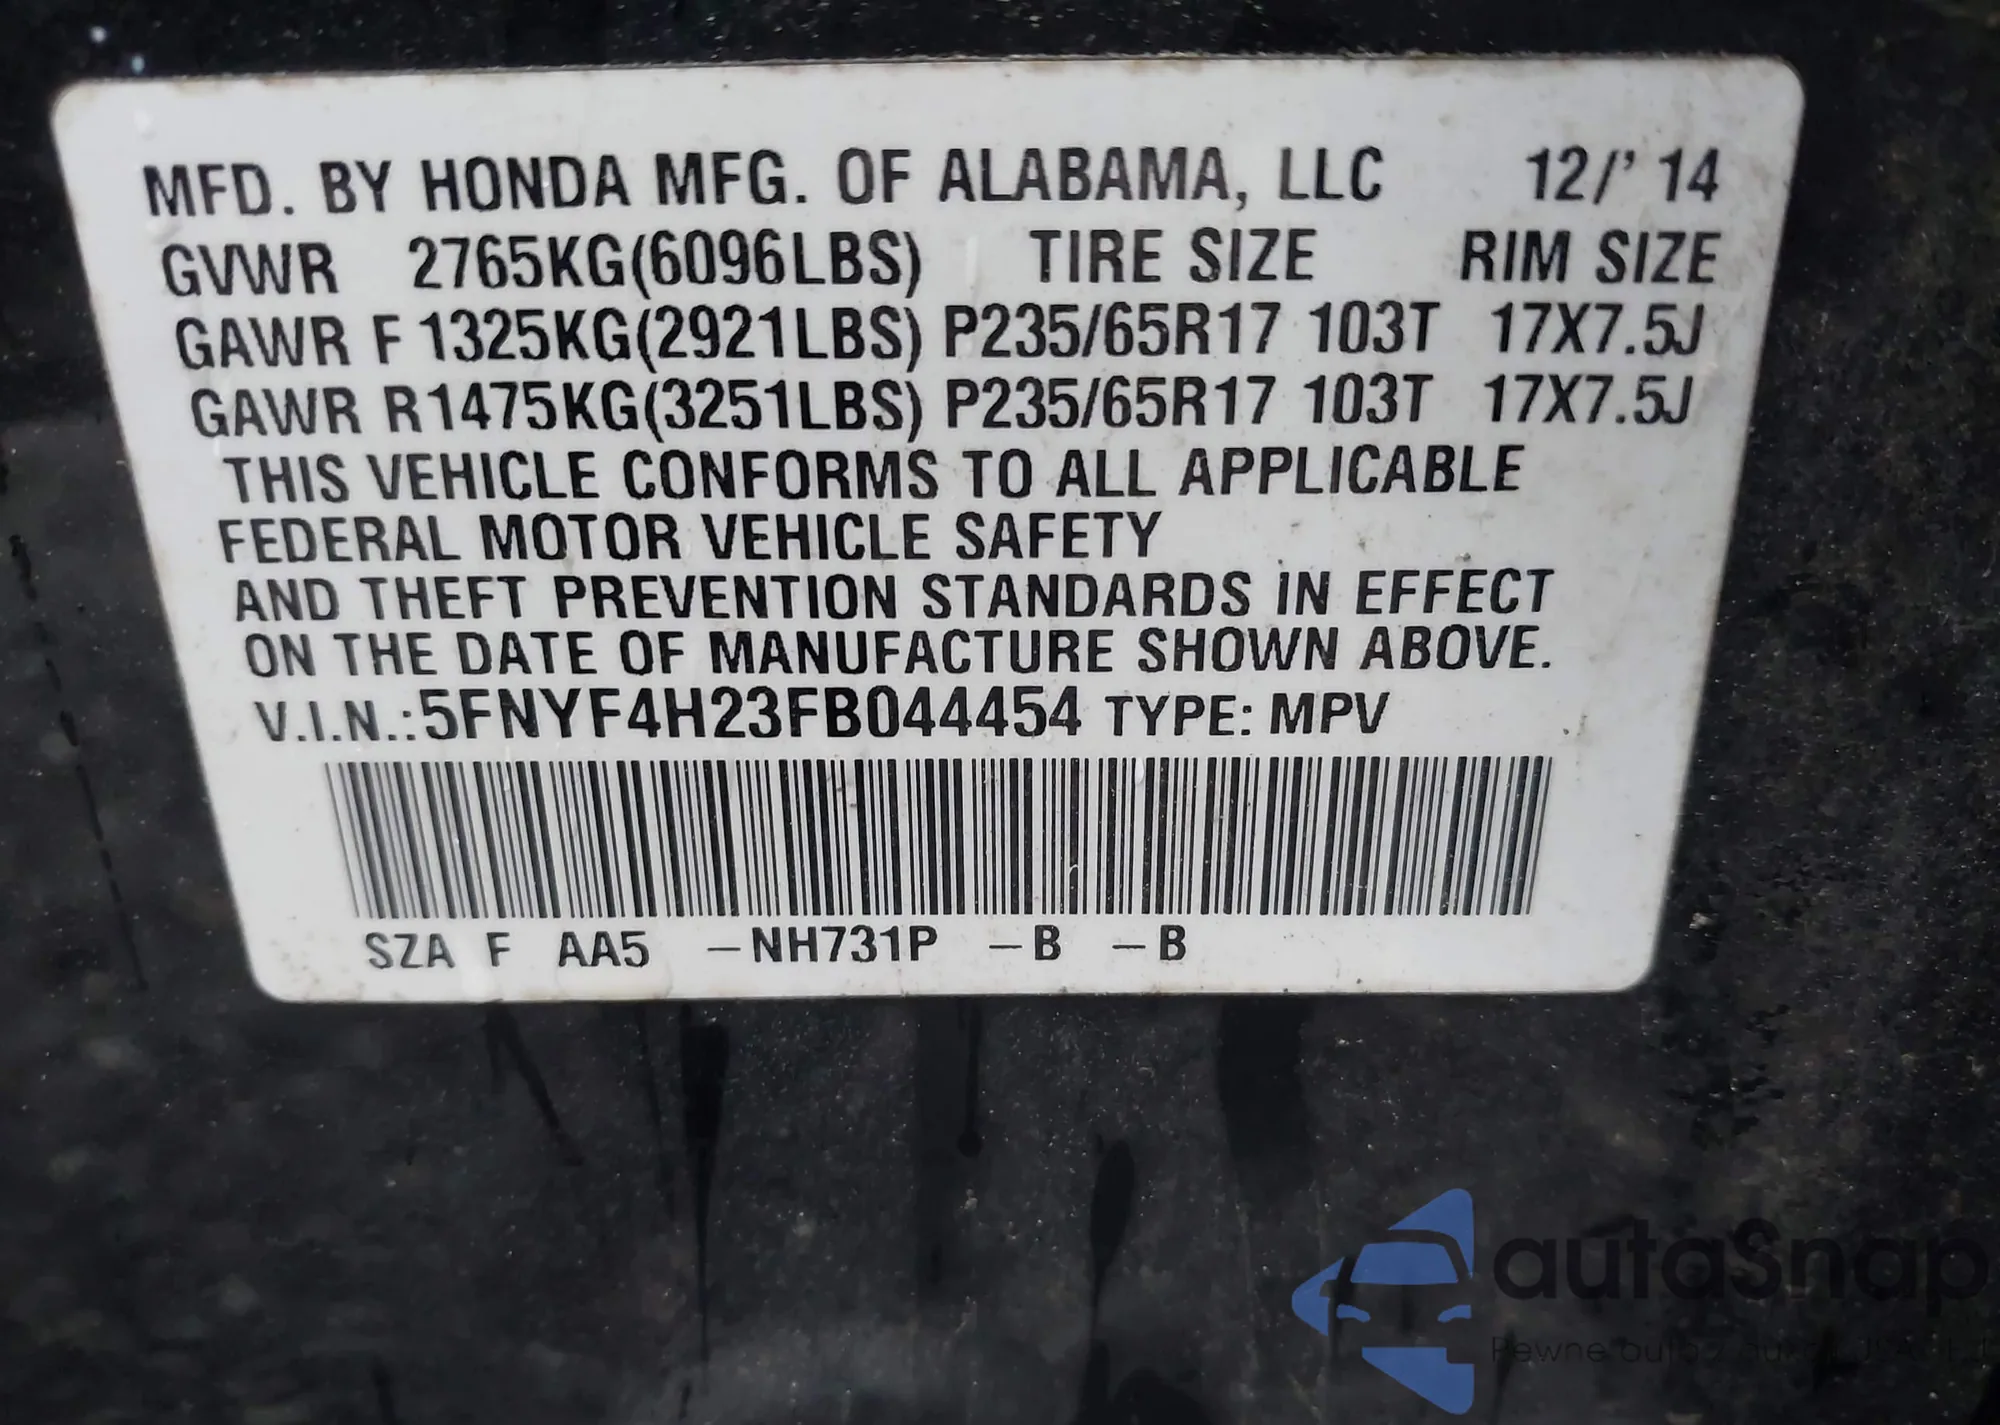 MFD. BY HONDA MFG. OF ALABAMA, LLC 12/' 14
GVWR 2765KG(6096LBS) TIRE SIZE RIM SIZE
GAWR F 1325KG(2921LBS) P235/65R17 103T 17X7.5J
GAWR R1475KG(3251LBS) P235/65R17 103T 17X7.5J
THIS VEHICLE CONFORMS TO ALL APPLICABLE
FEDERAL MOTOR VEHICLE SAFETY
AND THEFT PREVENTION STANDARDS IN EFFECT
ON THE DATE OF MANUFACTURE SHOWN ABOVE.
V.I.N.:5FNYF4H23FB044454 TYPE: MPV
SZA F AA5 -NH731P -B -B
autaSnap
Pewne auta z